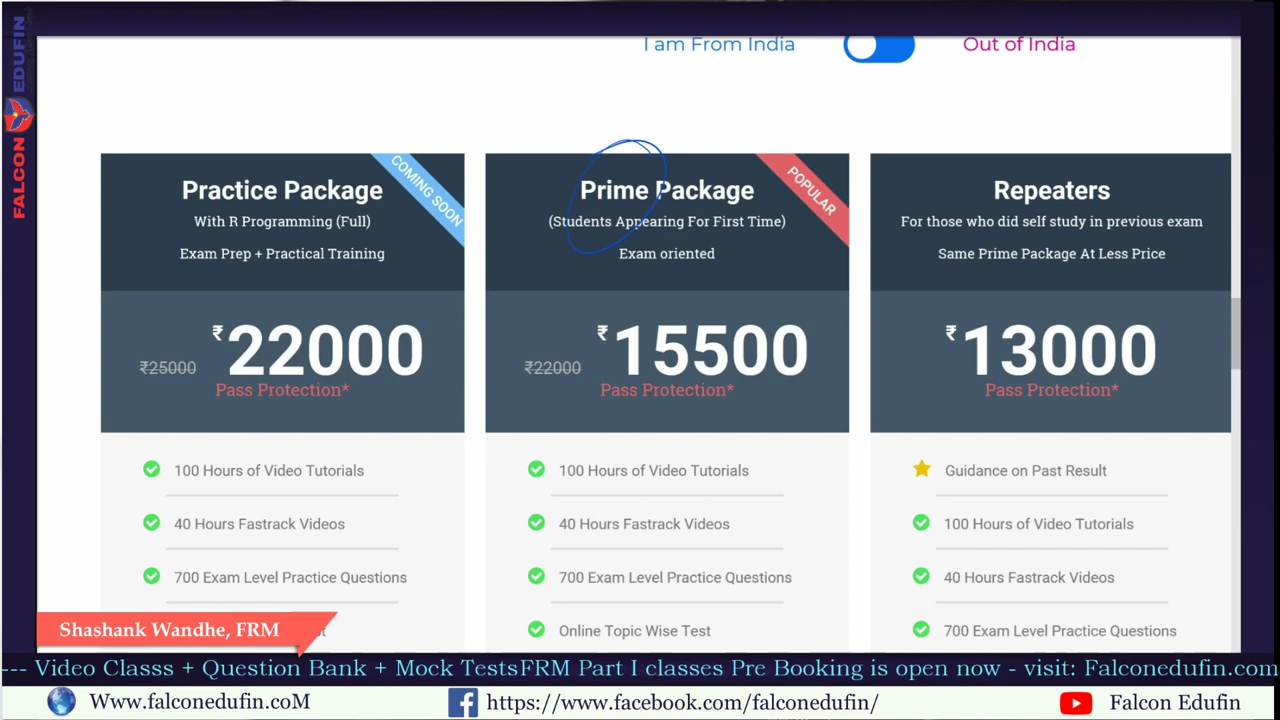 FALCON EDUFIN
I am From India
Out of India
Practice Package
COMING SOON
With R Programming (Full)
Exam Prep + Practical Training
₹25000
₹22000
Pass Protection*
100 Hours of Video Tutorials
40 Hours Fastrack Videos
700 Exam Level Practice Questions
Prime Package
POPULAR
(Students Appearing For First Time)
Exam oriented
₹22000
₹15500
Pass Protection*
100 Hours of Video Tutorials
40 Hours Fastrack Videos
700 Exam Level Practice Questions
Online Topic Wise Test
Repeaters
For those who did self study in previous exam
Same Prime Package At Less Price
₹13000
Pass Protection*
Guidance on Past Result
100 Hours of Video Tutorials
40 Hours Fastrack Videos
700 Exam Level Practice Questions
Shashank Wandhe, FRM
--- Video Classs + Question Bank + Mock TestsFRM Part I classes Pre Booking is open now - visit: Falconedufin.com
Www.falconedufin.coM
https://www.facebook.com/falconedufin/
Falcon Edufin